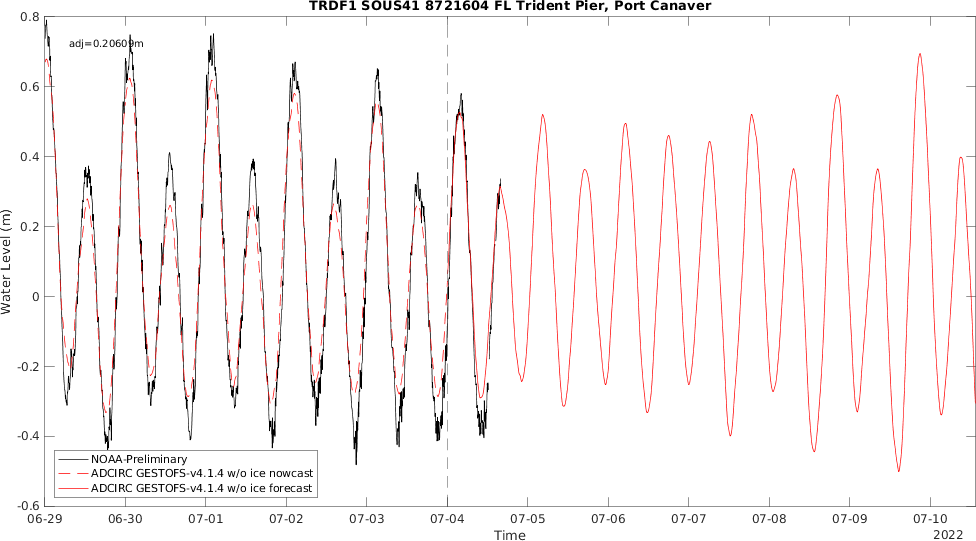 TRDF1 SOUS41 8721604 FL Trident Pier, Port Canaver
adj=0.20609m
0.8
0.6
0.4
0.2
0
-0.2
-0.4
-0.6
Water Level (m)
NOAA-Preliminary
ADCIRC GESTOFS-v4.1.4 w/o ice nowcast
ADCIRC GESTOFS-v4.1.4 w/o ice forecast
06-29 06-30 07-01 07-02 07-03 07-04 07-05 07-06 07-07 07-08 07-09 07-10
Time
2022